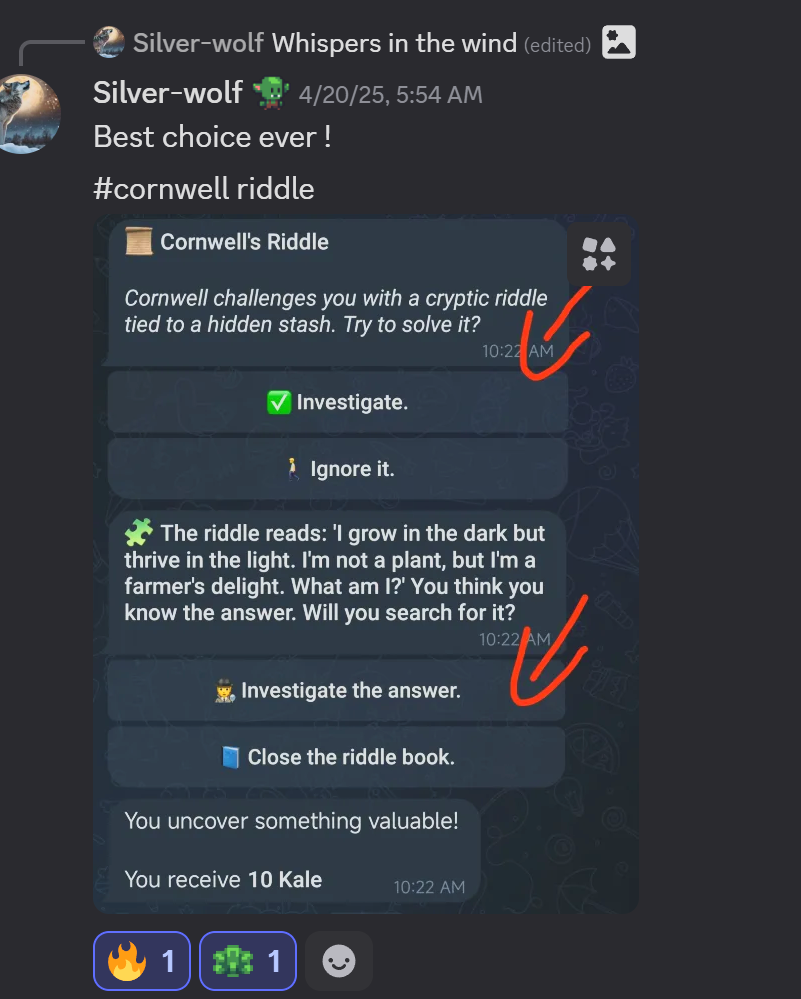 Silver-wolf Whispers in the wind (edited)
Silver-wolf 4/20/25, 5:54 AM
Best choice ever !
#cornwell riddle
Cornwell's Riddle
Cornwell challenges you with a cryptic riddle
tied to a hidden stash. Try to solve it?
10:22 AM
Investigate.
Ignore it.
The riddle reads: 'I grow in the dark but
thrive in the light. I'm not a plant, but I'm a
farmer's delight. What am I?' You think you
know the answer. Will you search for it?
10:22 AM
Investigate the answer.
Close the riddle book.
You uncover something valuable!
You receive 10 Kale
10:22 AM
1 1